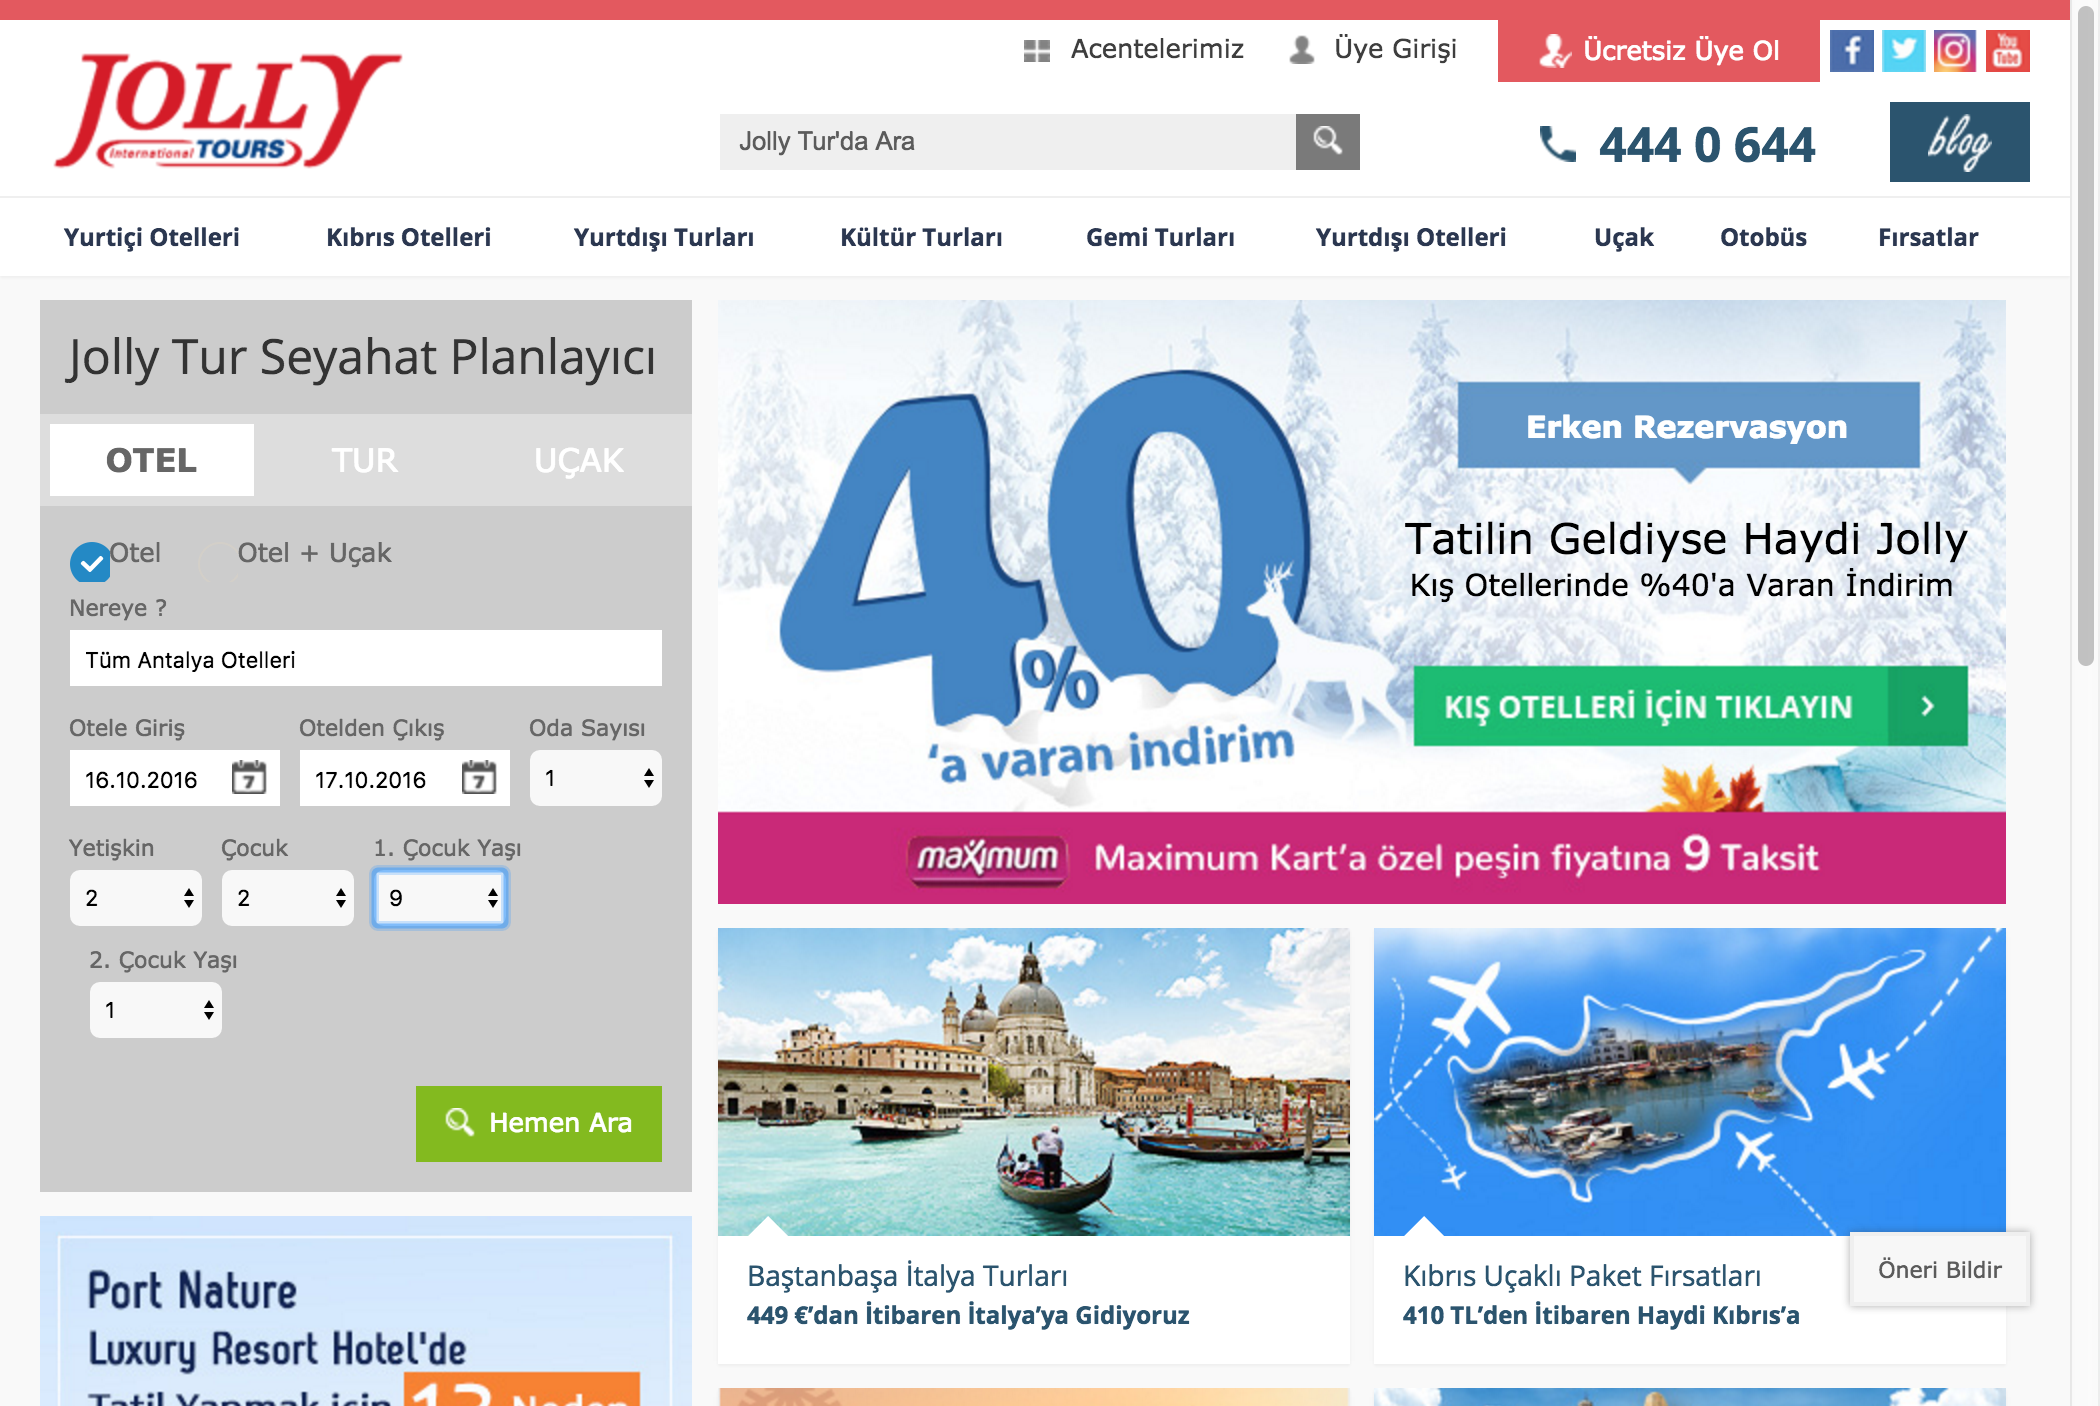 Acentelerimiz
Üye Girişi
Ücretsiz Üye Ol
f
You
Tube
JOLLY
International TOURS
Jolly Tur'da Ara
444 0 644
blog
Yurtiçi Otelleri
Kıbrıs Otelleri
Yurtdışı Turları
Kültür Turları
Gemi Turları
Yurtdışı Otelleri
Uçak
Otobüs
Fırsatlar
Jolly Tur Seyahat Planlayıcı
OTEL
TUR
UÇAK
Otel
Otel + Uçak
Nereye ?
Tüm Antalya Otelleri
Otele Giriş
Otelden Çıkış
Oda Sayısı
16.10.2016
7
17.10.2016
7
1
Yetişkin
Çocuk
1. Çocuk Yaşı
2
2
9
2. Çocuk Yaşı
1
Hemen Ara
40
%
‘a varan indirim
Erken Rezervasyon
Tatilin Geldiyse Haydi Jolly
Kış Otellerinde %40'a Varan İndirim
KIŞ OTELLERİ İÇİN TIKLAYIN
maximum
Maximum Kart’a özel peşin fiyatına 9 Taksit
Baştanbaşa İtalya Turları
449 €’dan İtibaren İtalya’ya Gidiyoruz
Kıbrıs Uçaklı Paket Fırsatları
410 TL’den İtibaren Haydi Kıbrıs’a
Öneri Bildir
Port Nature
Luxury Resort Hotel'de
Tatil Yapmak için 13 Neden